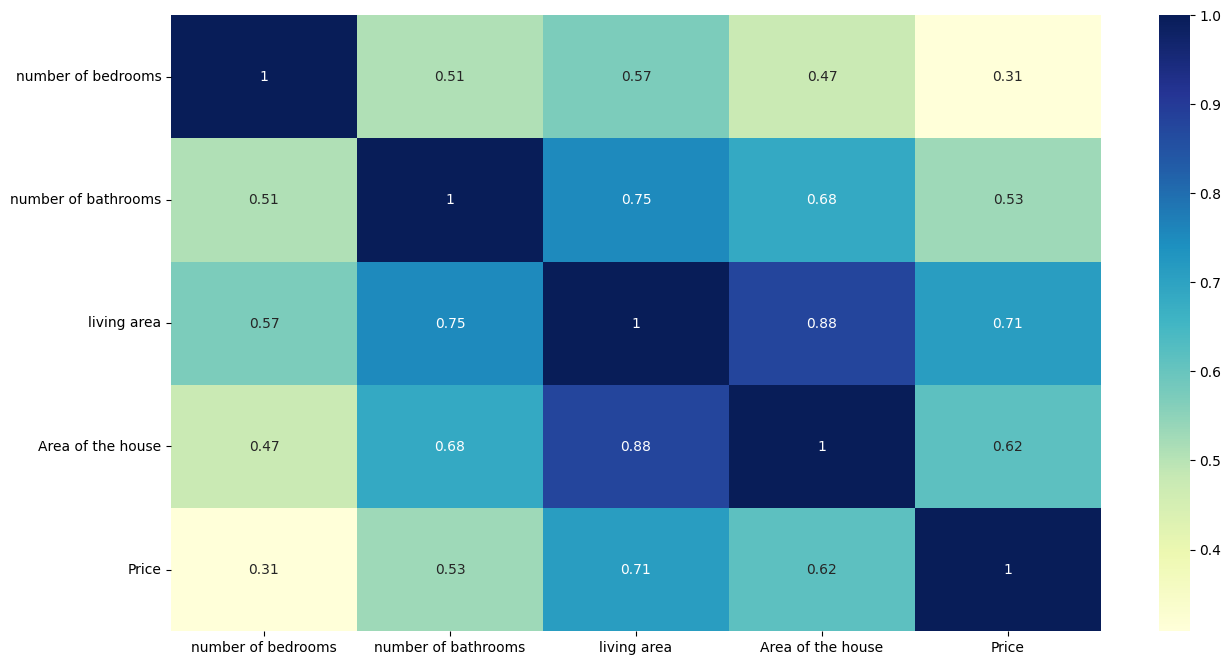 number of bedrooms 1 0.51 0.57 0.47 0.31
number of bathrooms 0.51 1 0.75 0.68 0.53
living area 0.57 0.75 1 0.88 0.71
Area of the house 0.47 0.68 0.88 1 0.62
Price 0.31 0.53 0.71 0.62 1
number of bedrooms number of bathrooms living area Area of the house Price
1.0
0.9
0.8
0.7
0.6
0.5
0.4